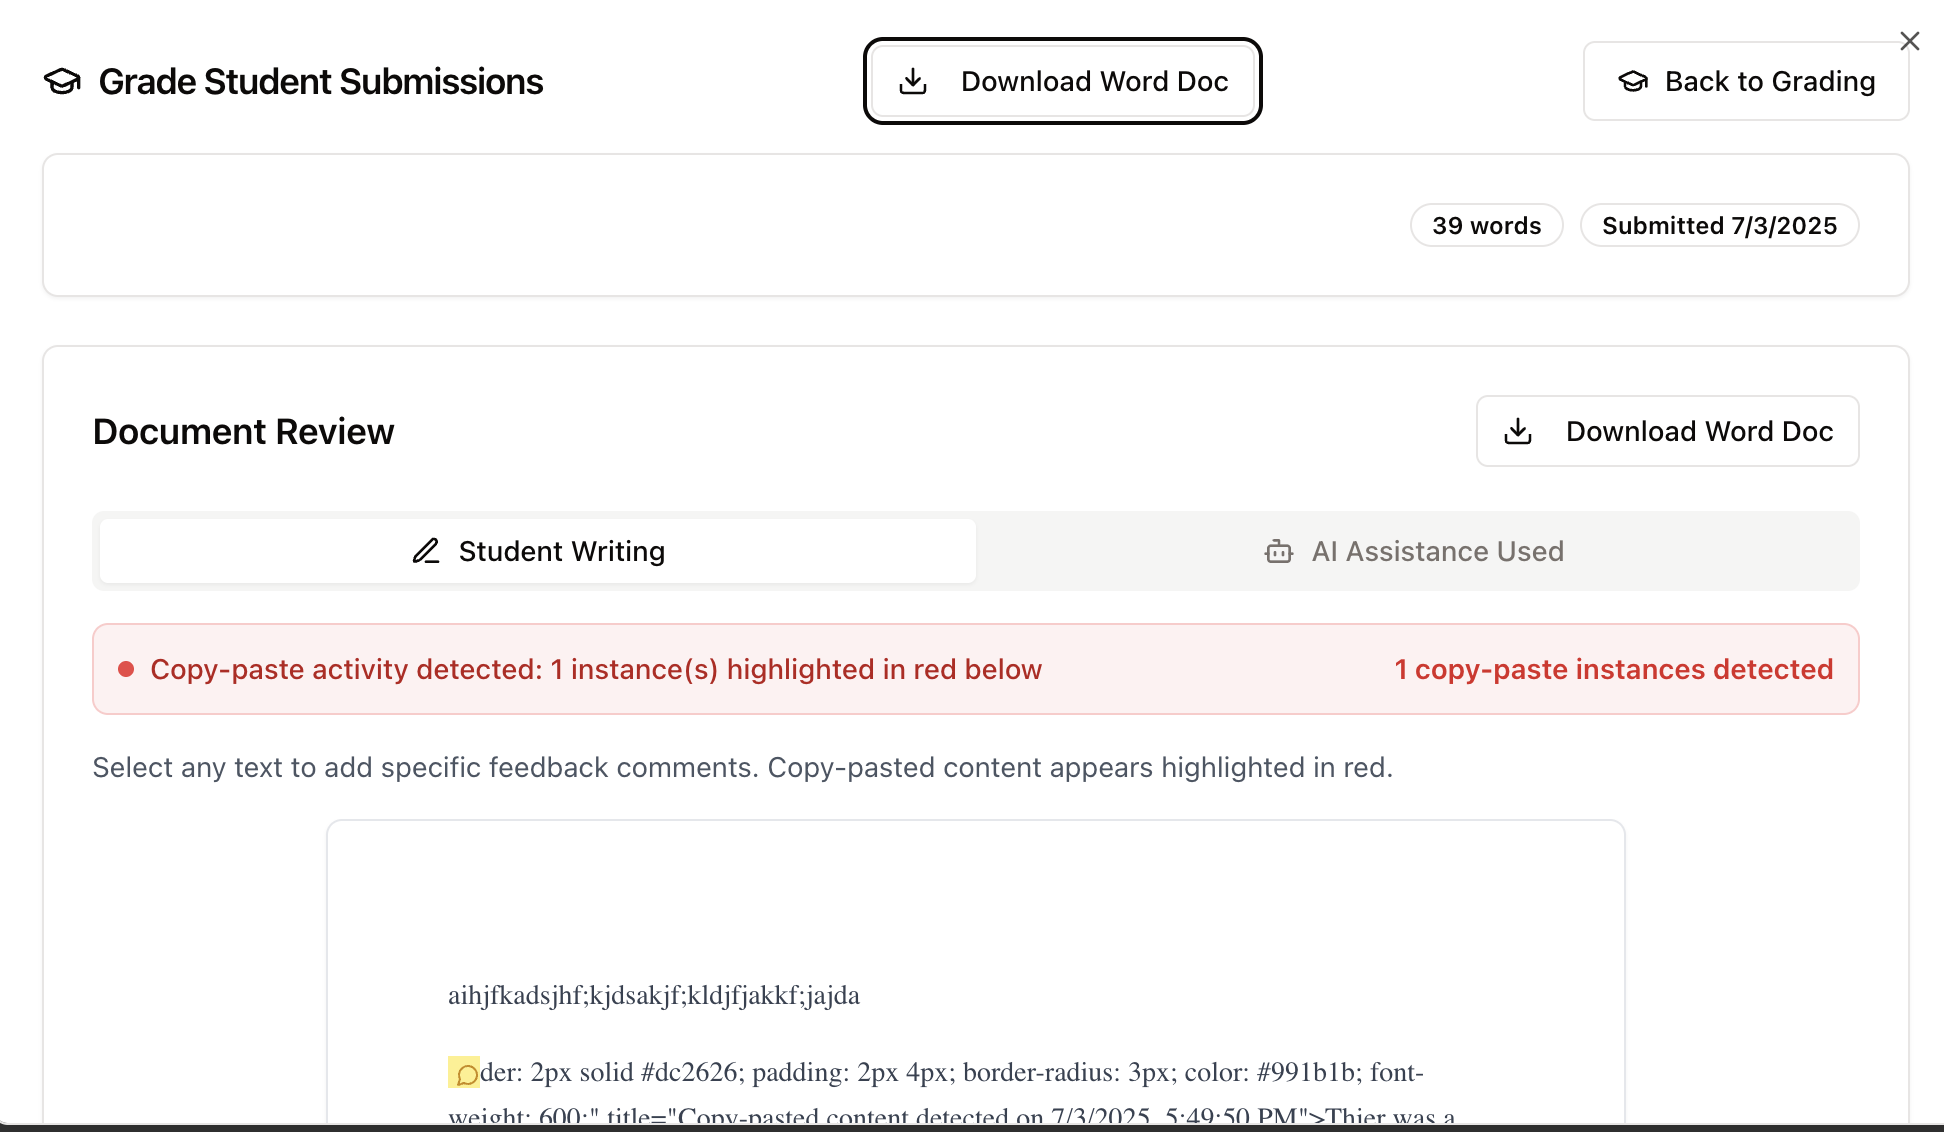 Grade Student Submissions
Download Word Doc
Back to Grading
39 words
Submitted 7/3/2025
Document Review
Download Word Doc
Student Writing
AI Assistance Used
Copy-paste activity detected: 1 instance(s) highlighted in red below
1 copy-paste instances detected
Select any text to add specific feedback comments. Copy-pasted content appears highlighted in red.
aihjfkadsjhf;kjdsakjf;kldjfjakkf;jajda
der: 2px solid #dc2626; padding: 2px 4px; border-radius: 3px; color: #991b1b; font-
weight: 600;" title="Copy-pasted content detected on 7/3/2025, 5:49:50 PM">Thier was a